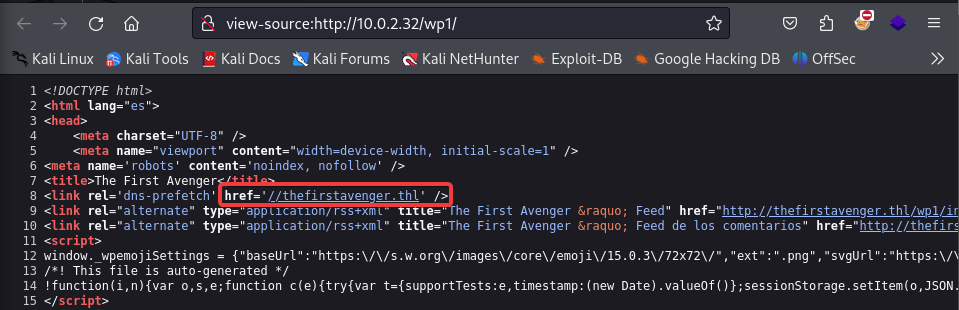 view-source:http://10.0.2.32/wp1/
Kali Linux Kali Tools Kali Docs Kali Forums Kali NetHunter Exploit-DB Google Hacking DB OffSec
1 <!DOCTYPE html>
2 <html lang="es">
3 <head>
4 <meta charset="UTF-8" />
5 <meta name="viewport" content="width=device-width, initial-scale=1" />
6 <meta name='robots' content='noindex, nofollow' />
7 <title>The First Avenger</title>
8 <link rel='dns-prefetch' href='//thefirstavenger.thl' />
9 <link rel="alternate" type="application/rss+xml" title="The First Avenger &raquo; Feed" href="http://thefirstavenger.thl/wp1/in
10 <link rel="alternate" type="application/rss+xml" title="The First Avenger &raquo; Feed de los comentarios" href="http://thefirs
11 <script>
12 window._wpemojiSettings = {"baseUrl":"https:\/\/s.w.org\/images\/core\/emoji\/15.0.3\/72x72\/","ext":".png","svgUrl":"https:\/\
13 /*! This file is auto-generated */
14 !function(i,n){var o,s,e;function c(e){try{var t={supportTests:e,timestamp:(new Date).valueOf()};sessionStorage.setItem(o,JSON.
15 </script>